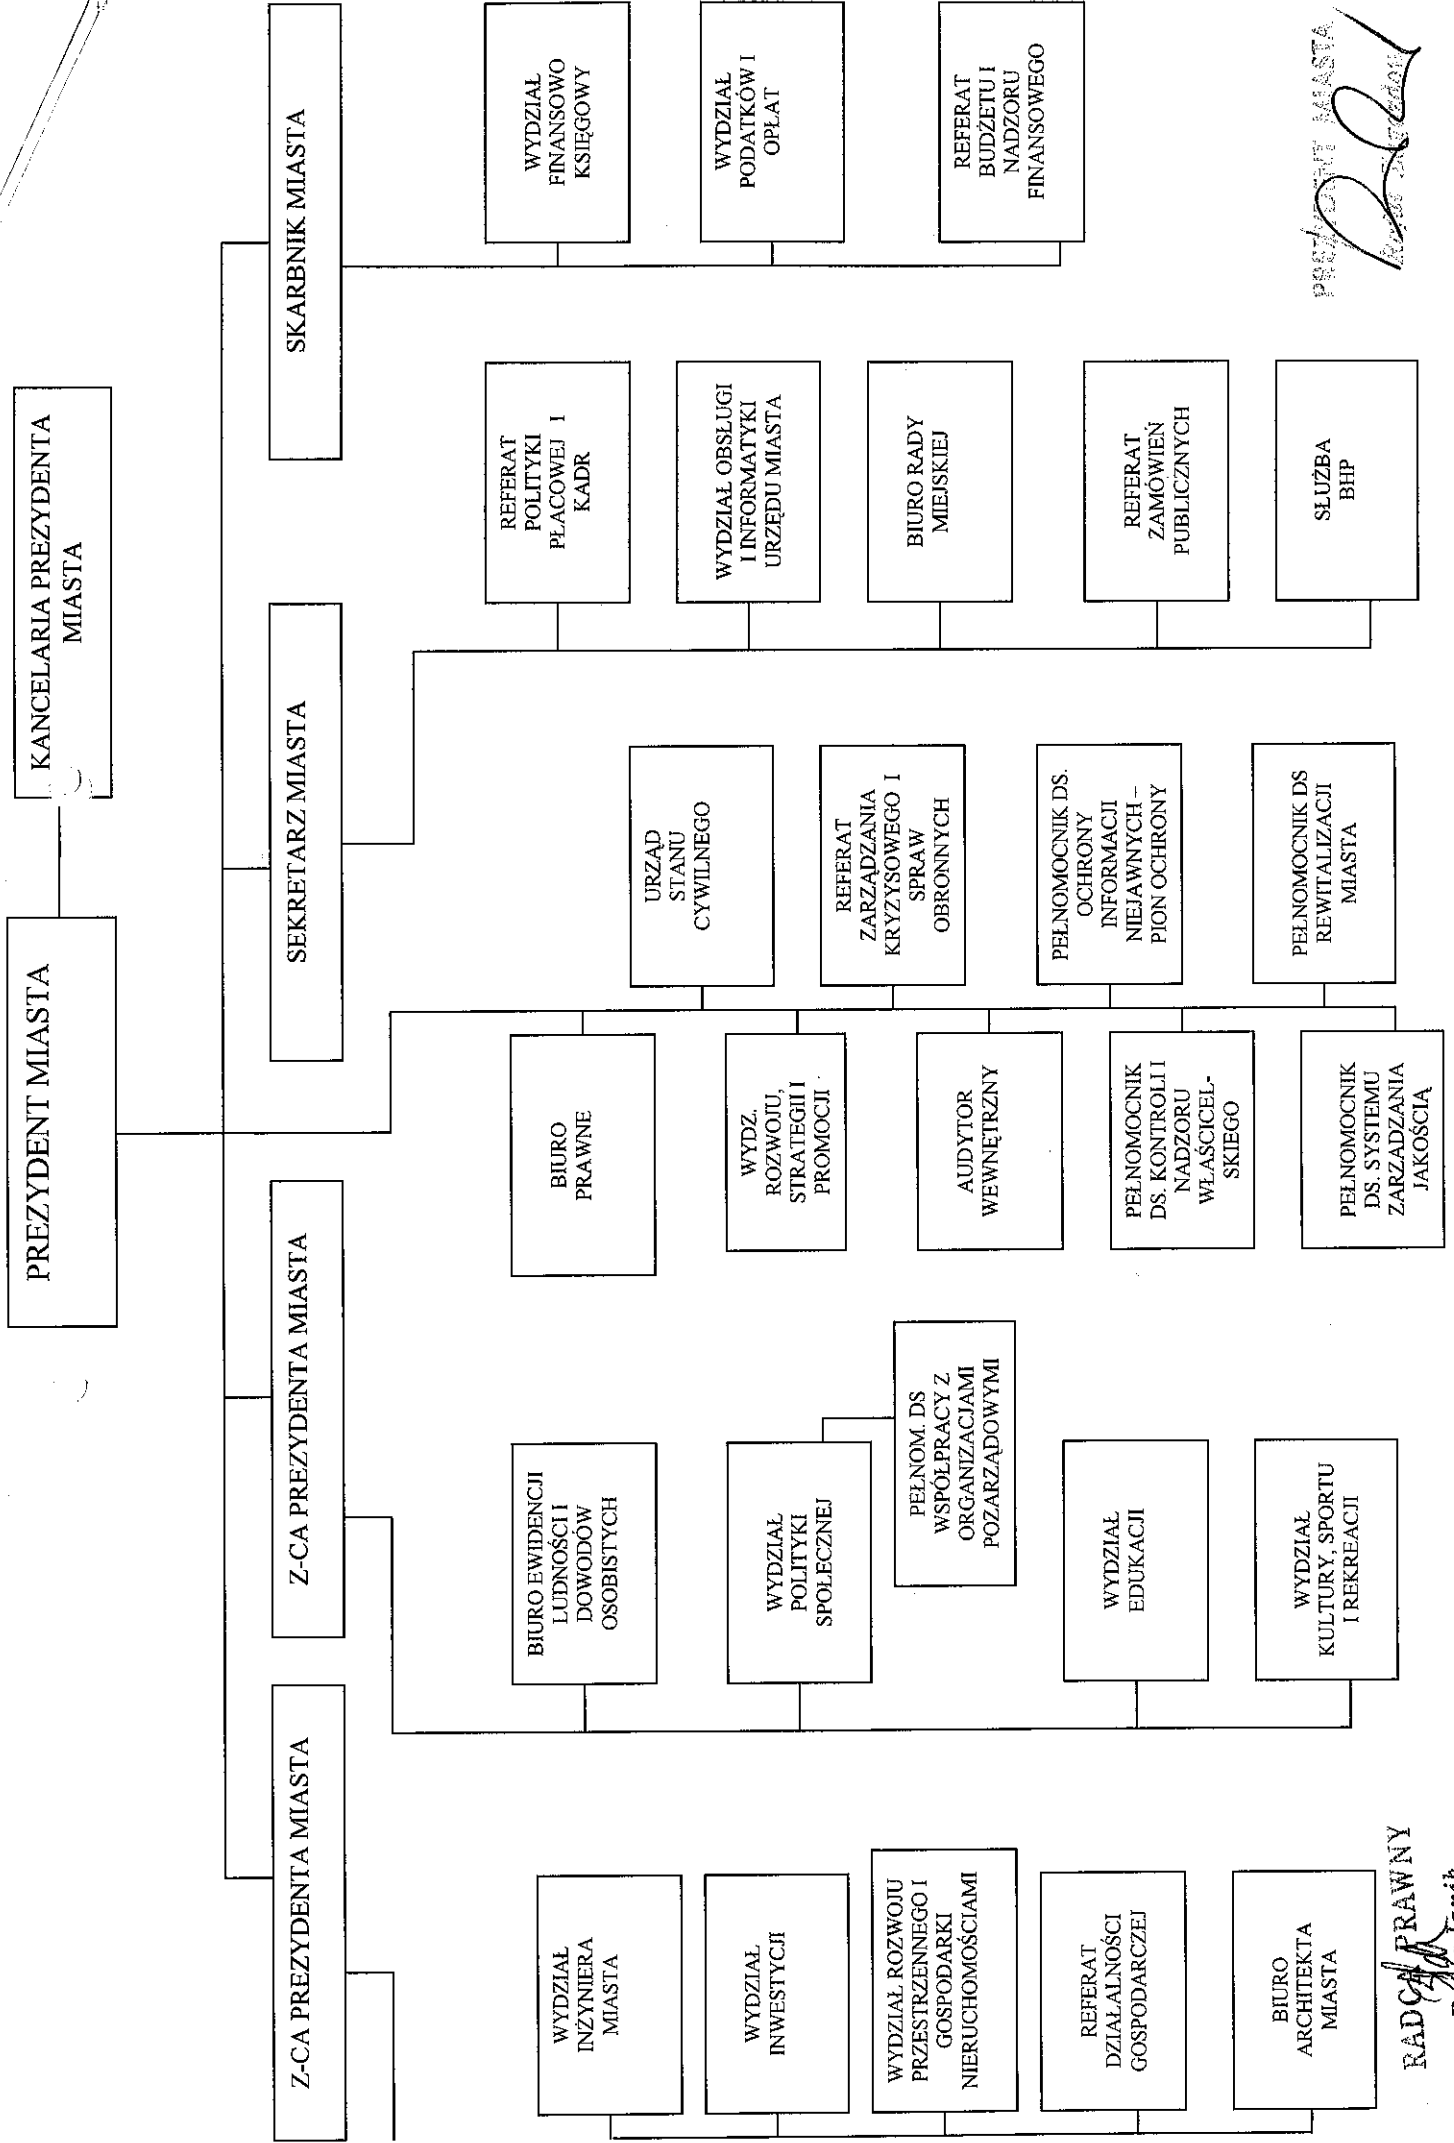 KANCELARIA PREZYDENTA
MIASTA
PREZYDENT MIASTA
Z-CA PREZYDENTA MIASTA
Z-CA PREZYDENTA MIASTA
SEKRETARZ MIASTA
SKARBNIK MIASTA
WYDZIAŁ
INŻYNIERA
MIASTA
WYDZIAŁ
INWESTYCJI
WYDZIAŁ ROZWOJU
PRZESTRZENNEGO I
GOSPODARKI
NIERUCHOMOŚCIAMI
REFERAT
DZIAŁALNOŚCI
GOSPODARCZEJ
BIURO
ARCHITEKTA
MIASTA
BIURO EWIDENCJI
LUDNOŚCI I
DOWODÓW
OSOBISTYCH
WYDZIAŁ
POLITYKI
SPOŁECZNEJ
PEŁNOM. DS
WSPÓŁPRACY Z
ORGANIZACJAMI
POZARZĄDOWYMI
WYDZIAŁ
EDUKACJI
WYDZIAŁ
KULTURY, SPORTU
I REKREACJI
BIURO
PRAWNE
WYDZ.
ROZWOJU,
STRATEGII I
PROMOCJI
AUDYTOR
WEWNĘTRZNY
PEŁNOMOCNIK
DS. KONTROLI I
NADZORU
WŁAŚCICEL-
SKIEGO
PEŁNOMOCNIK
DS. SYSTEMU
ZARZADZANIA
JAKOŚCIĄ
URZĄD
STANU
CYWILNEGO
REFERAT
ZARZĄDZANIA
KRYZYSOWEGO I
SPRAW
OBRONNYCH
PEŁNOMOCNIK DS.
OCHRONY
INFORMACJI
NIEJAWNYCH –
PION OCHRONY
PEŁNOMOCNIK DS
REWITALIZACJI
MIASTA
REFERAT
POLITYKI
PŁACOWEJ I
KADR
WYDZIAŁ OBSŁUGI
I INFORMATYKI
URZĘDU MIASTA
BIURO RADY
MIEJSKIEJ
REFERAT
ZAMÓWIEŃ
PUBLICZNYCH
SŁUŻBA
BHP
WYDZIAŁ
FINANSOWO
KSIĘGOWY
WYDZIAŁ
PODATKÓW I
OPŁAT
REFERAT
BUDŻETU I
NADZORU
FINANSOWEGO
RADCA PRAWNY
PREZYDENT MIASTA